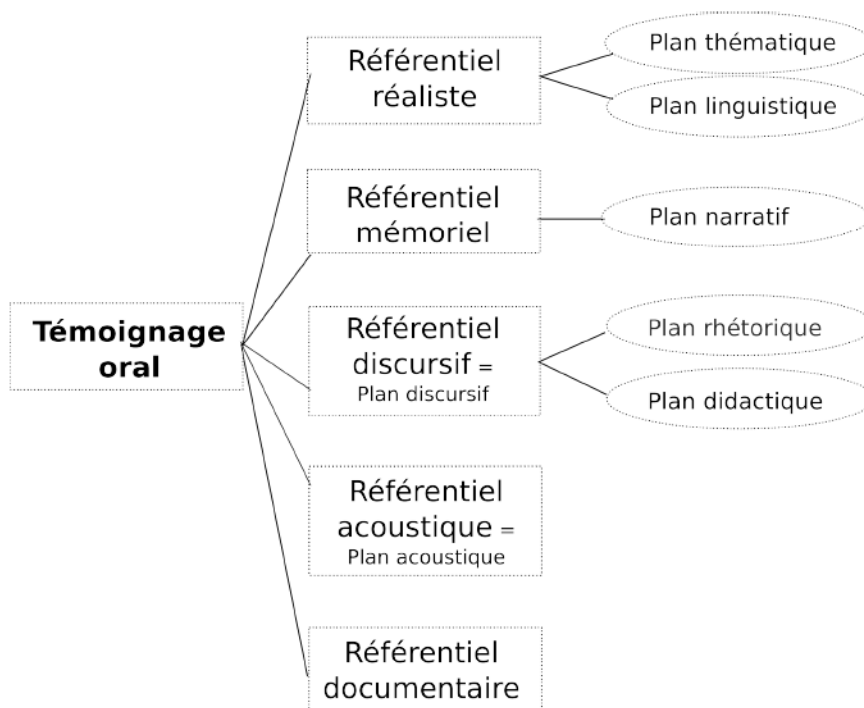 Témoignage
oral
Référentiel
réaliste
Plan thématique
Plan linguistique
Référentiel
mémoriel
Plan narratif
Référentiel
discursif =
Plan discursif
Plan rhétorique
Plan didactique
Référentiel
acoustique =
Plan acoustique
Référentiel
documentaire